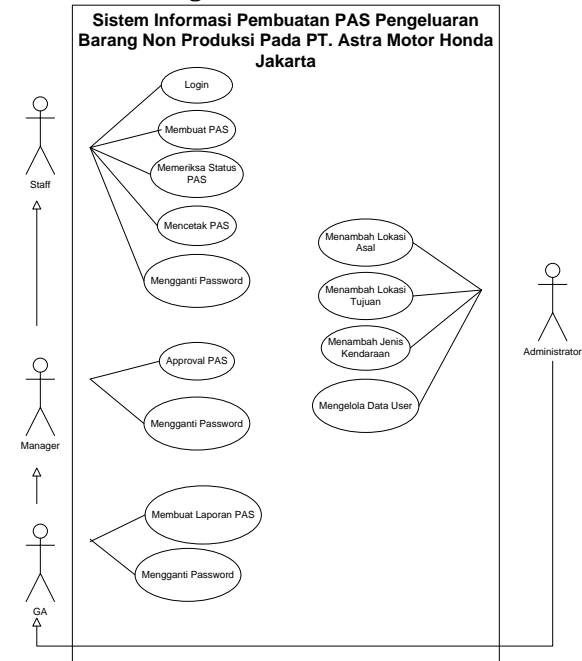 Sistem Informasi Pembuatan PAS Pengeluaran
Barang Non Produksi Pada PT. Astra Motor Honda
Jakarta
Login
Membuat PAS
Memeriksa Status
PAS
Mencetak PAS
Mengganti Password
Staff
Menambah Lokasi
Asal
Menambah Lokasi
Tujuan
Menambah Jenis
Kendaraan
Mengelola Data User
Administrator
Approval PAS
Mengganti Password
Manager
Membuat Laporan PAS
Mengganti Password
GA